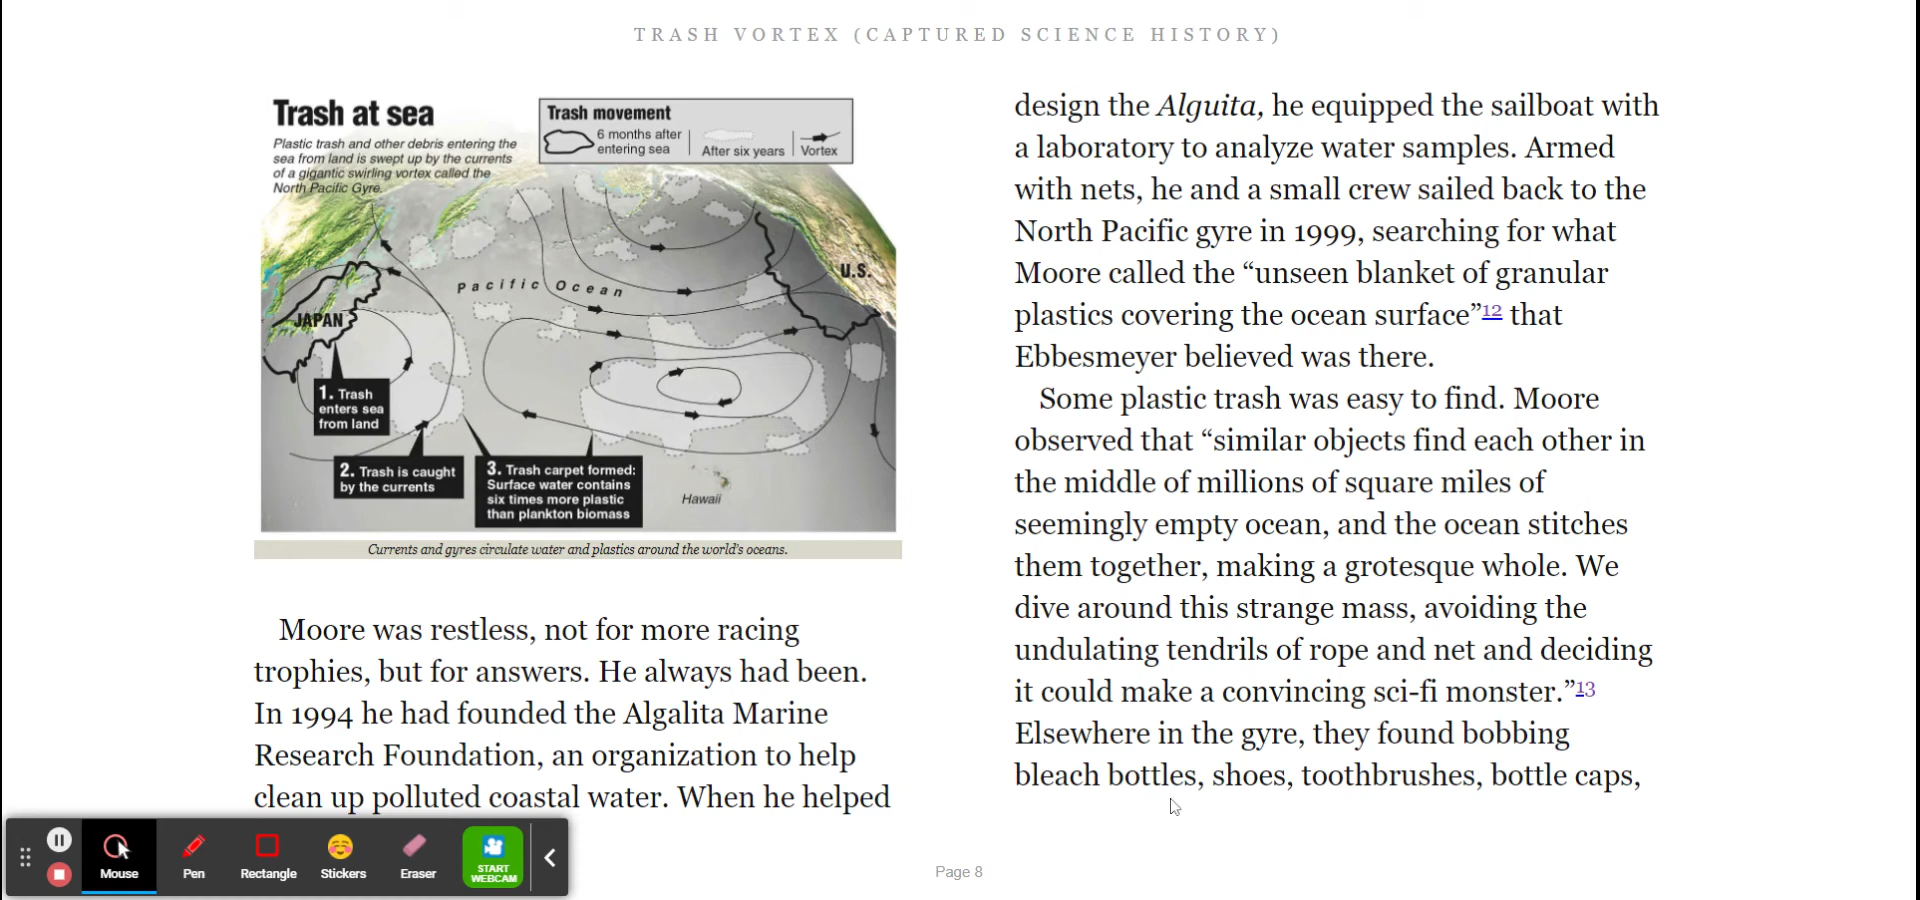 TRASH VORTEX (CAPTURED SCIENCE HISTORY)
Trash at sea
Plastic trash and other debris entering the
sea from land is swept up by the currents
of a gigantic swirling vortex called the
North Pacific Gyre.
Trash movement
6 months after
entering sea
After six years
Vortex
U.S.
Pacific Ocean
JAPAN
1. Trash
enters sea
from land
2. Trash is caught
by the currents
3. Trash carpet formed:
Surface water contains
six times more plastic
than plankton biomass
Hawaii
Currents and gyres circulate water and plastics around the world's oceans.
Moore was restless, not for more racing
trophies, but for answers. He always had been.
In 1994 he had founded the Algalita Marine
Research Foundation, an organization to help
clean up polluted coastal water. When he helped
design the Alguita, he equipped the sailboat with
a laboratory to analyze water samples. Armed
with nets, he and a small crew sailed back to the
North Pacific gyre in 1999, searching for what
Moore called the “unseen blanket of granular
plastics covering the ocean surface”12 that
Ebbesmeyer believed was there.
Some plastic trash was easy to find. Moore
observed that “similar objects find each other in
the middle of millions of square miles of
seemingly empty ocean, and the ocean stitches
them together, making a grotesque whole. We
dive around this strange mass, avoiding the
undulating tendrils of rope and net and deciding
it could make a convincing sci-fi monster.”13
Elsewhere in the gyre, they found bobbing
bleach bottles, shoes, toothbrushes, bottle caps,
Page 8
Mouse
Pen
Rectangle
Stickers
Eraser
START
WEBCAM